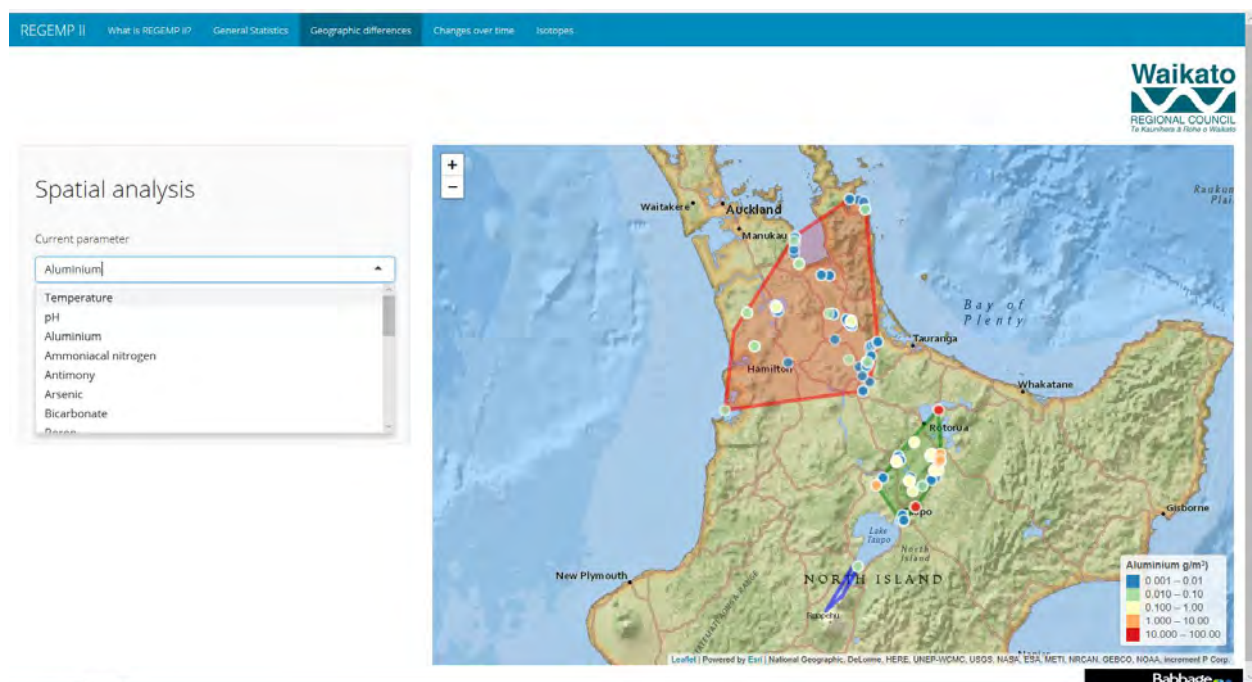 REGEMP II What is REGEMP II? General Statistics Geographic differences Changes over time Isotopes
Waikato
REGIONAL COUNCIL
Te Kaunihera ā Rohe o Waikato
Spatial analysis
Current parameter
Aluminium
Temperature
pH
Aluminium
Ammoniacal nitrogen
Antimony
Arsenic
Bicarbonate
+
−
Waitakere
Auckland
Manukau
Bay of
Plenty
Tauranga
Hamilton
Whakatane
Rotorua
Gisborne
Lake
Taupo
North
Island
New Plymouth
NORTH ISLAND
Ruapehu
Aluminium g/m³)
0.001 – 0.01
0.010 – 0.10
0.100 – 1.00
1.000 – 10.00
10.000 – 100.00
Leaflet | Powered by Esri | National Geographic, DeLorme, HERE, UNEP-WCMC, USGS, NASA, ESA, METI, NRCAN, GEBCO, NOAA, increment P Corp.
Babbage